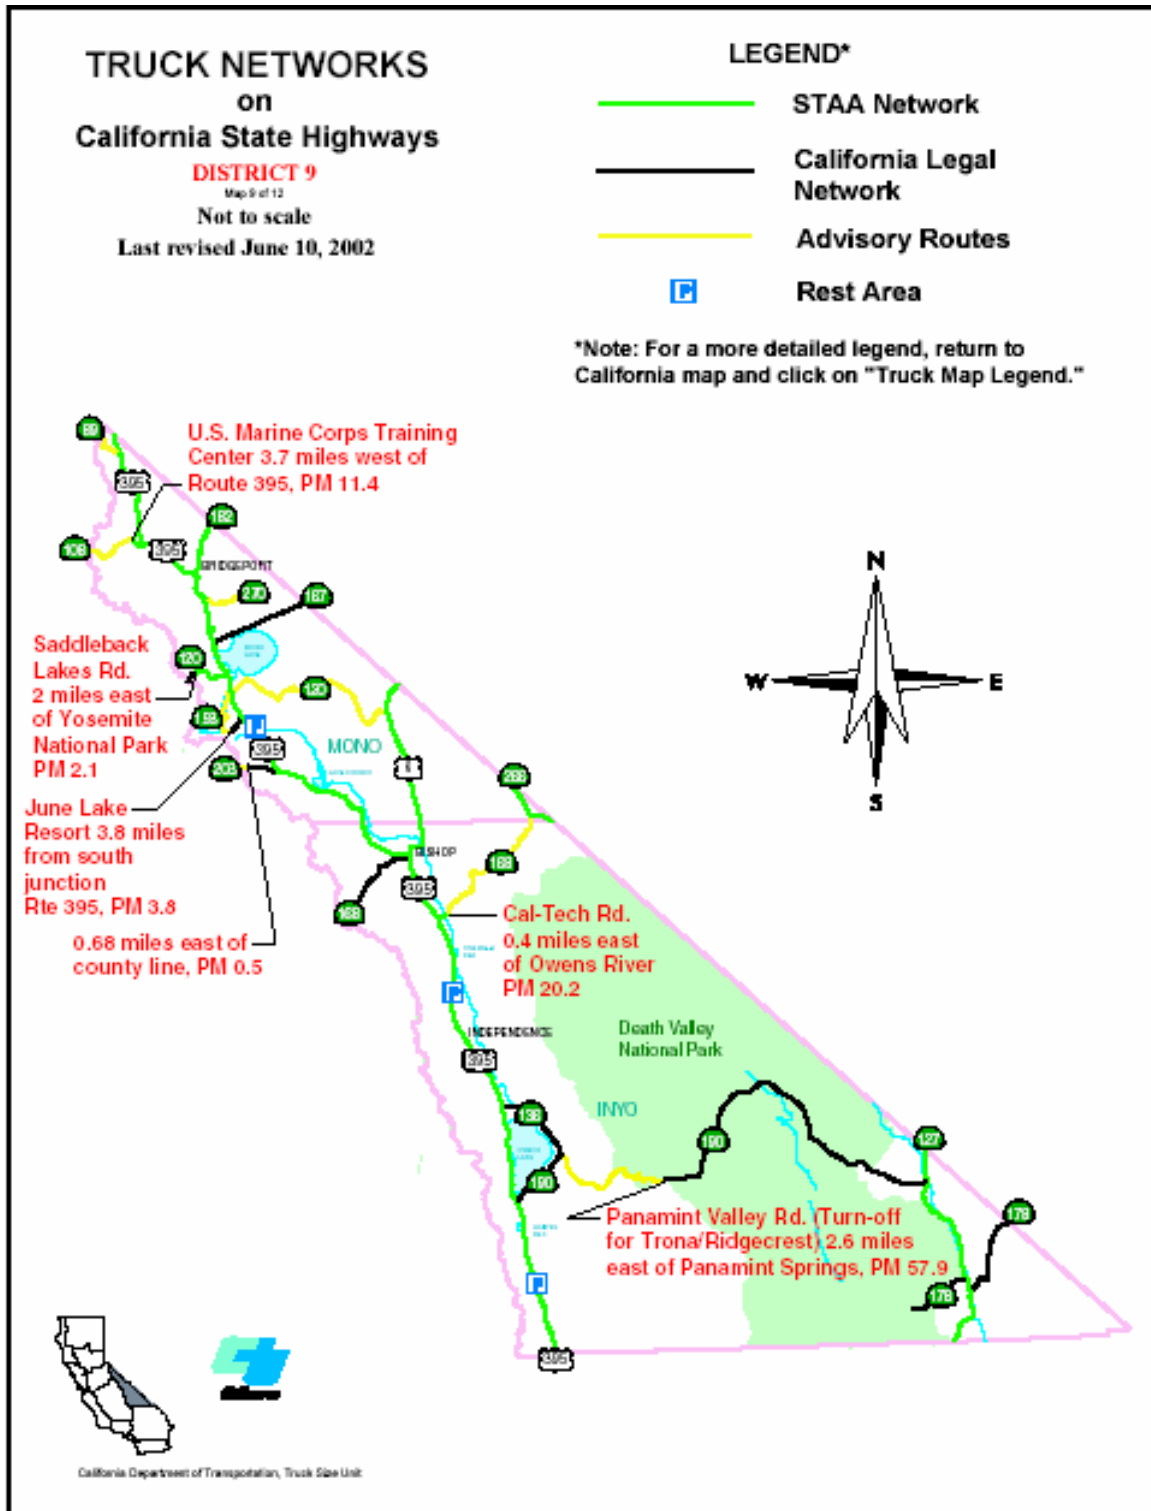 TRUCK NETWORKS
on
California State Highways
DISTRICT 9
Map 9 of 12
Not to scale
Last revised June 10, 2002
LEGEND*
STAA Network
California Legal
Network
Advisory Routes
Rest Area
*Note: For a more detailed legend, return to
California map and click on "Truck Map Legend."
89
U.S. Marine Corps Training
Center 3.7 miles west of
Route 395, PM 11.4
395
182
108
395
BRIDGEPORT
270
167
Saddleback
Lakes Rd.
2 miles east
of Yosemite
National Park
PM 2.1
120
120
158
MONO
395
203
6
266
June Lake
Resort 3.8 miles
from south
junction
Rte 395, PM 3.8
BISHOP
168
395
168
0.68 miles east of
county line, PM 0.5
Cal-Tech Rd.
0.4 miles east
of Owens River
PM 20.2
N
W
E
S
INDEPENDENCE
395
Death Valley
National Park
INYO
136
190
190
127
Panamint Valley Rd. (Turn-off
for Trona/Ridgecrest) 2.6 miles
east of Panamint Springs, PM 57.9
178
178
395
California Department of Transportation, Truck Size Unit